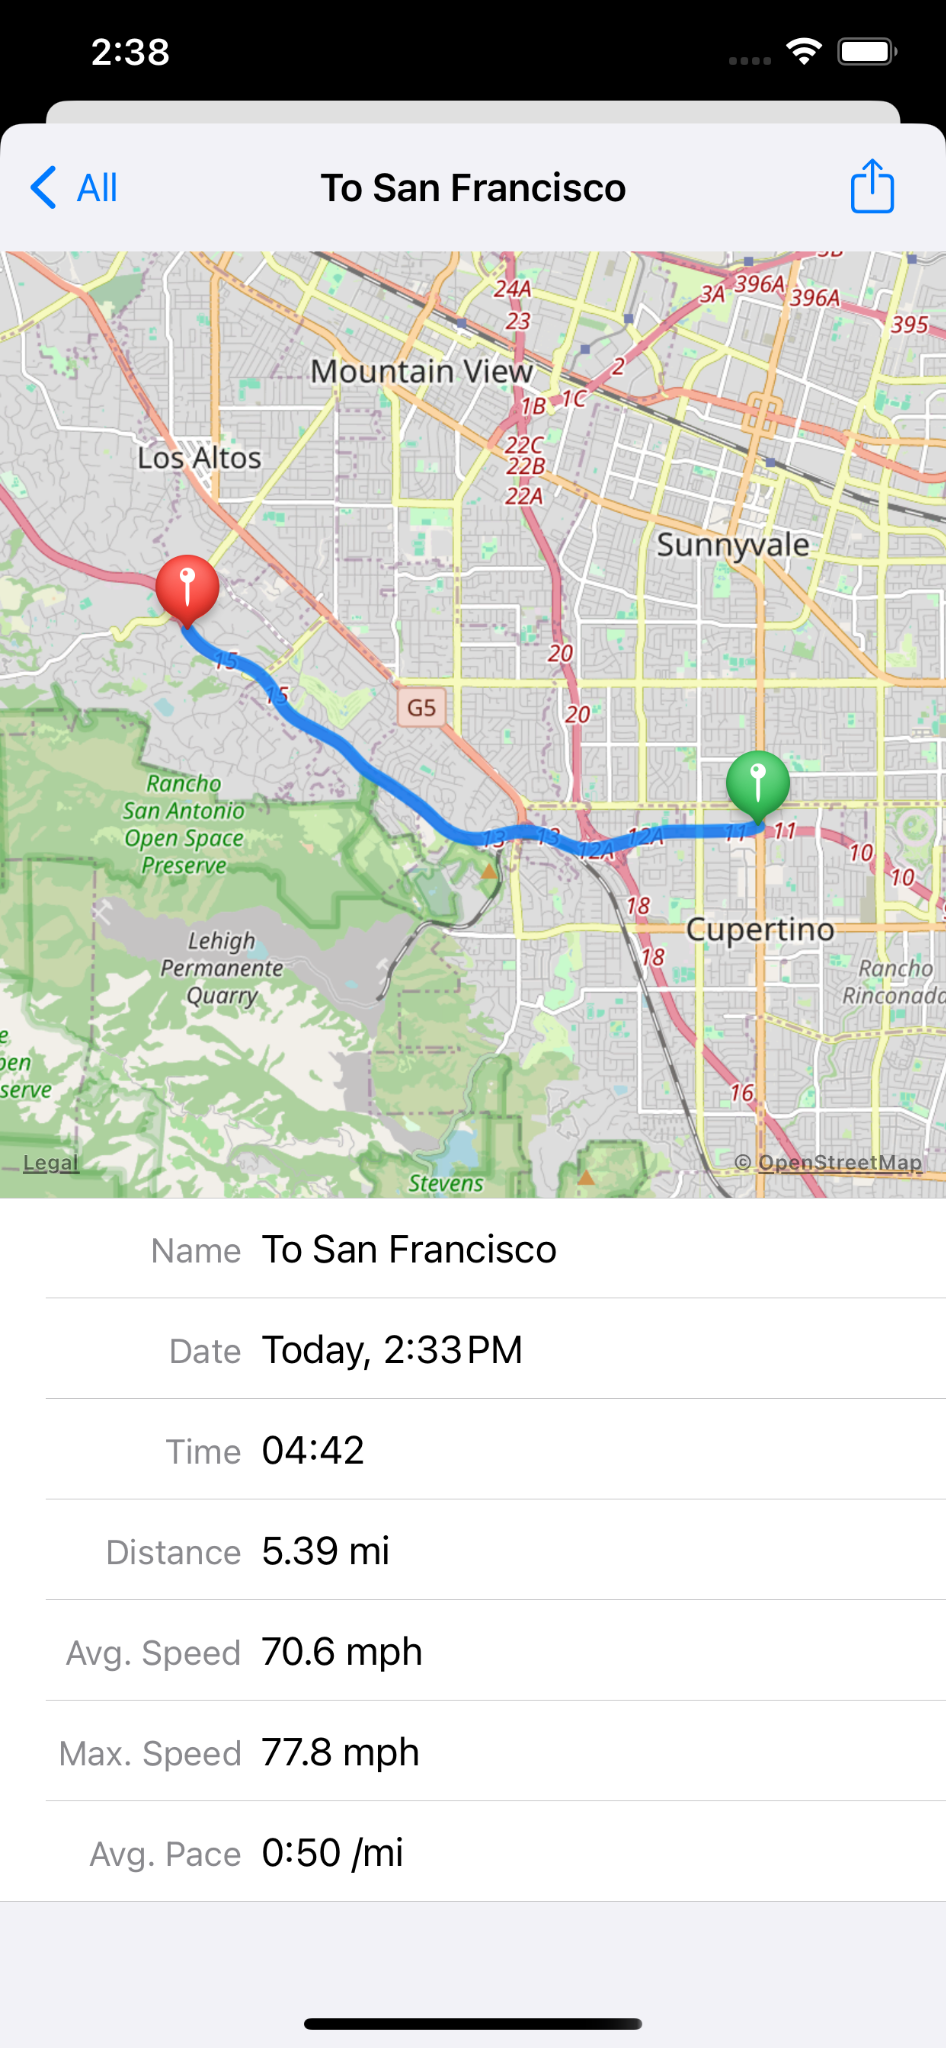 2:38
All
To San Francisco
3B
24A
3A
396A
396A
23
395
Mountain View
2
1B
1C
22C
Los Altos
22B
22A
Sunnyvale
20
15
15
G5
20
Rancho
San Antonio
Open Space
Preserve
13
13
12A
12A
11
11
10
10
18
Cupertino
18
Lehigh
Permanente
Quarry
Rancho
Rinconada
serve
16
Legal
© OpenStreetMap
Stevens
Name To San Francisco
Date Today, 2:33 PM
Time 04:42
Distance 5.39 mi
Avg. Speed 70.6 mph
Max. Speed 77.8 mph
Avg. Pace 0:50 /mi